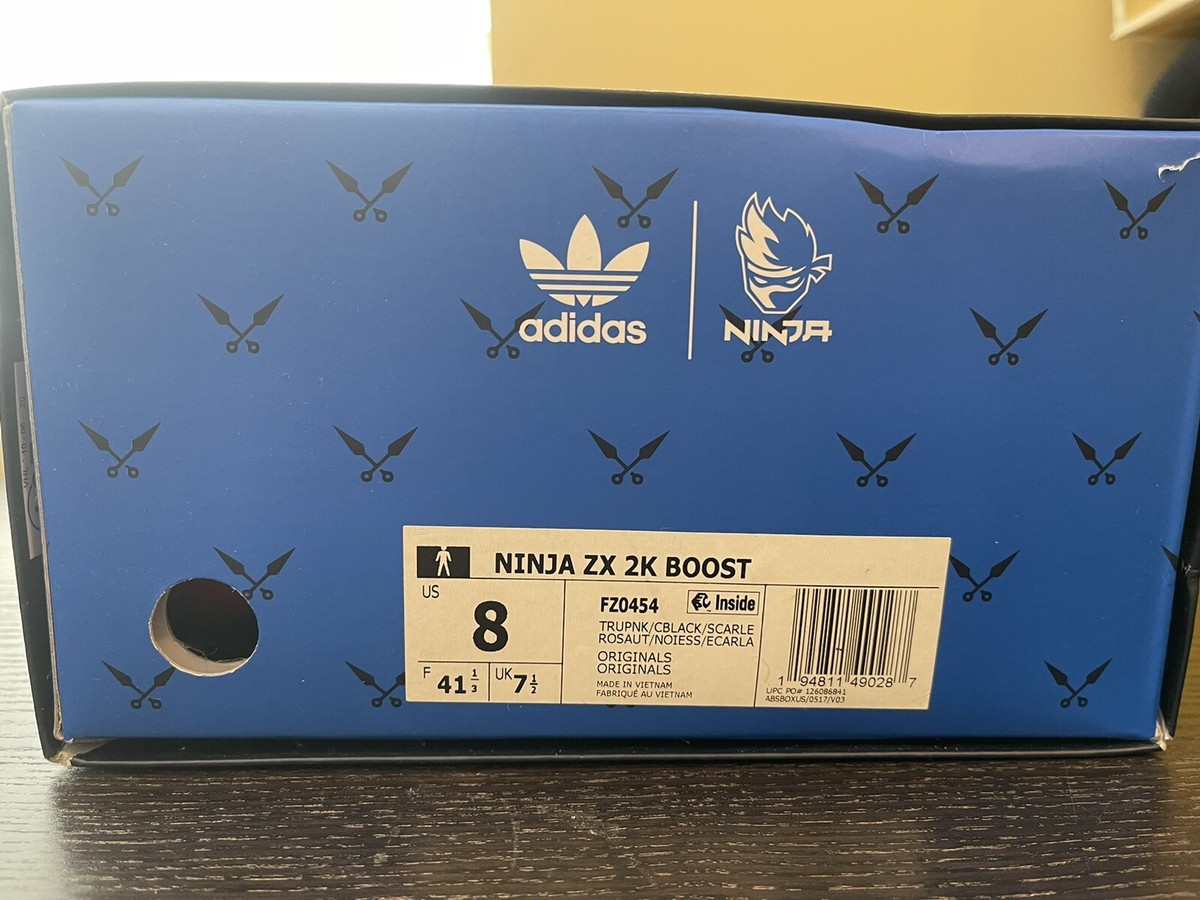 adidas
NINJA
NINJA ZX 2K BOOST
US
8
F 41 1/3
UK 7 1/2
FZ0454
Inside
TRUPNK/CBLACK/SCARLE
ROSAUT/NOIESS/ECARLA
ORIGINALS
ORIGINALS
MADE IN VIETNAM
FABRIQUÉ AU VIETNAM
1 94811 49028 7
UPC PO# 126086841
ABSBOXUS/0517/V03